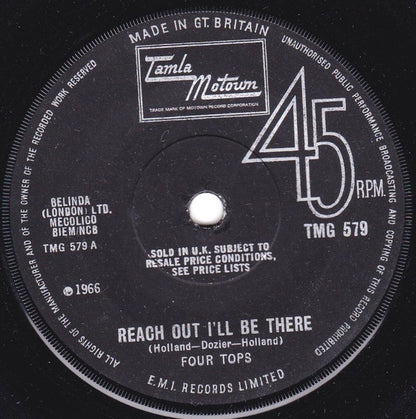 MADE IN GT. BRITAIN
UNAUTHORISED PUBLIC PERFORMANCE BROADCASTING AND COPYING OF THIS RECORD PROHIBITED
ALL RIGHTS OF THE MANUFACTURER AND OF THE OWNER OF THE RECORDED WORK RESERVED
Tamla
Motown
TRADE MARK OF MOTOWN RECORD CORPORATION
45
R.P.M.
TMG 579
BELINDA
(LONDON) LTD.
MECOLICO
BIEM/NCB
TMG 579 A
SOLD IN U.K. SUBJECT TO
RESALE PRICE CONDITIONS,
SEE PRICE LISTS
℗ 1966
REACH OUT I'LL BE THERE
(Holland—Dozier—Holland)
FOUR TOPS
E.M.I. RECORDS LIMITED